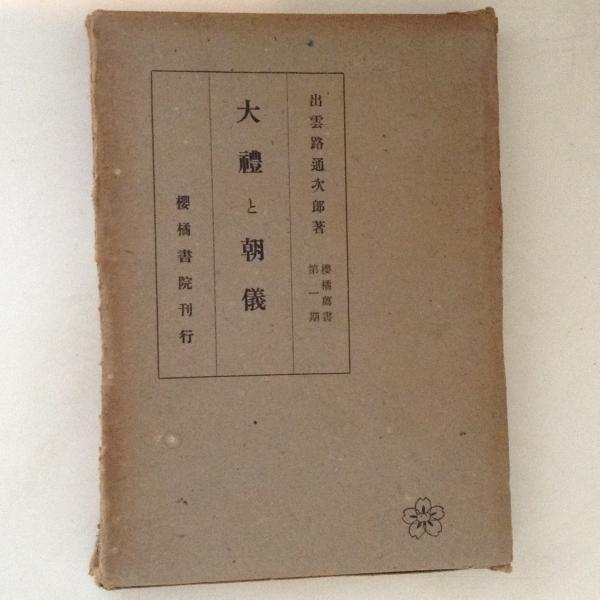 出雲路通次郎著
櫻橘叢書
第一期
大禮と朝儀
櫻橘書院刊行